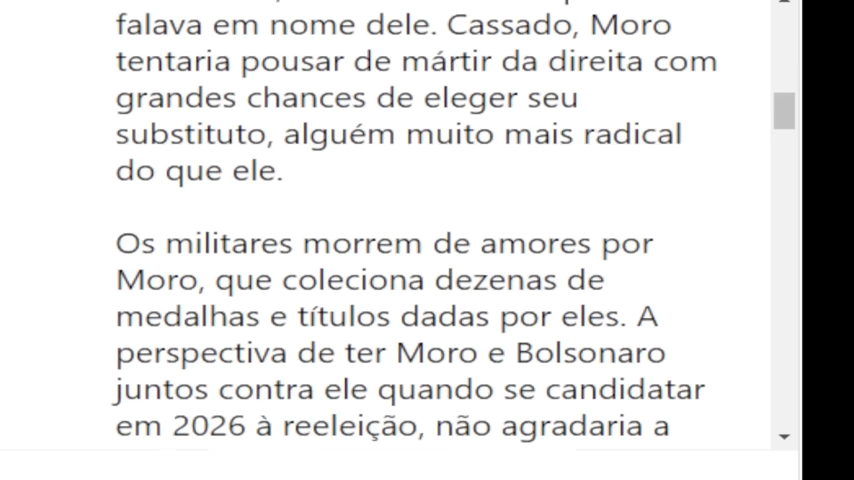 falava em nome dele. Cassado, Moro
tentaria pousar de mártir da direita com
grandes chances de eleger seu
substituto, alguém muito mais radical
do que ele.
Os militares morrem de amores por
Moro, que coleciona dezenas de
medalhas e títulos dadas por eles. A
perspectiva de ter Moro e Bolsonaro
juntos contra ele quando se candidatar
em 2026 à reeleição, não agradaria a